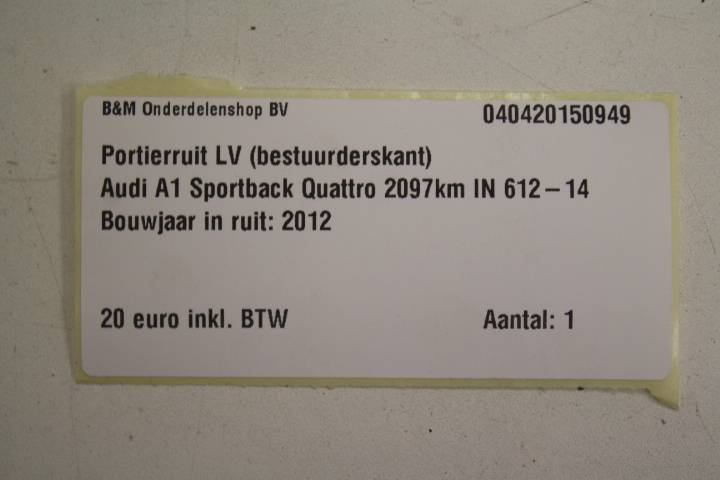 B&M Onderdelenshop BV 040420150949
Portierruit LV (bestuurderskant)
Audi A1 Sportback Quattro 2097km IN 612-14
Bouwjaar in ruit: 2012
20 euro inkl. BTW Aantal: 1